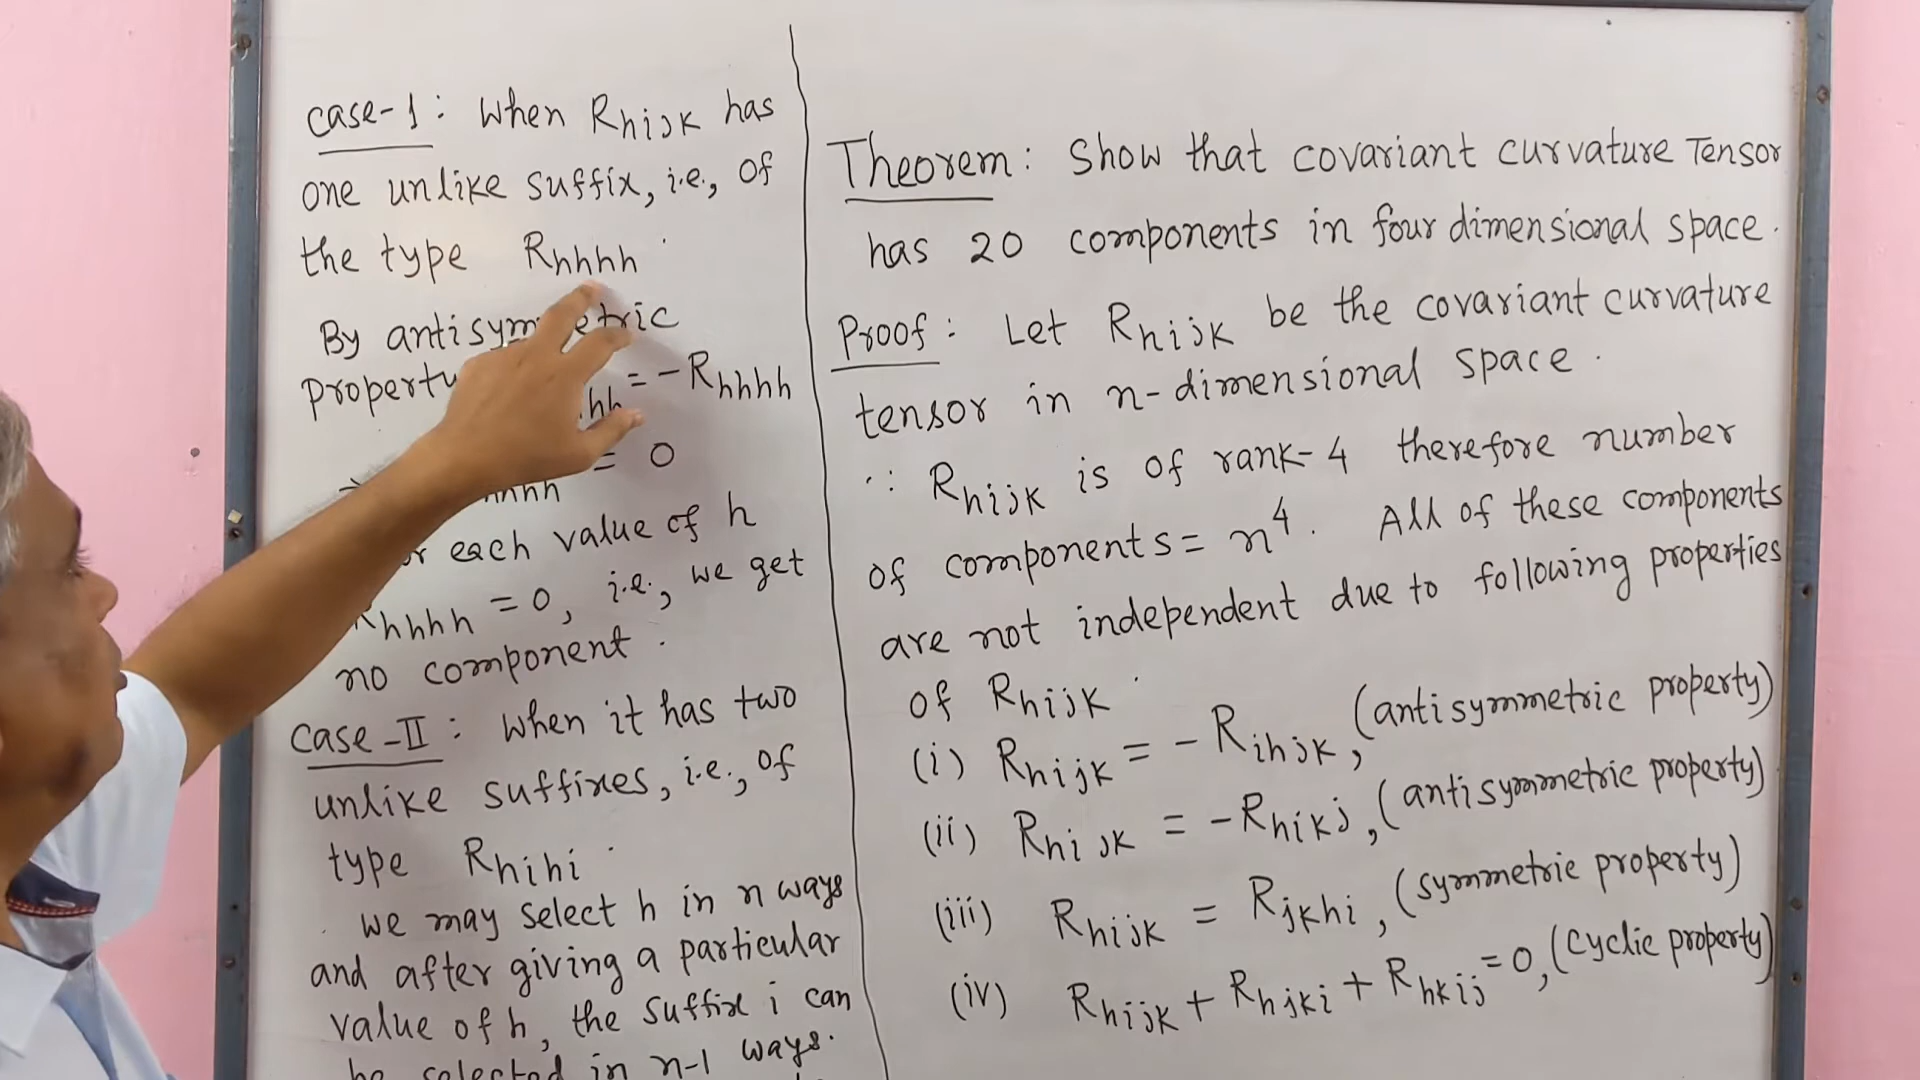 case-1: when Rhijk has
one unlike suffix, i.e., of
the type Rhhhh.
By antisymmetric
property = -Rhhhh
hhhh = 0
each value of h
Rhhhh = 0, i.e., we get
no component.
case-II: when it has two
unlike suffixes, i.e., of
type Rhihi.
we may select h in n ways
and after giving a particular
value of h, the suffix i can
be selected in n-1 ways.
Theorem: Show that covariant curvature Tensor
has 20 components in four dimensional space.
Proof: Let Rhijk be the covariant curvature
tensor in n-dimensional space.
∵ Rhijk is of rank-4 therefore number
of components = n⁴. All of these components
are not independent due to following properties
of Rhijk.
(i) Rhijk = -Rihjk, (antisymmetric property)
(ii) Rhijk = -Rhikj, (antisymmetric property)
(iii) Rhijk = Rjkhi, (symmetric property)
(iv) Rhijk + Rhjki + Rhkij = 0, (cyclic property)